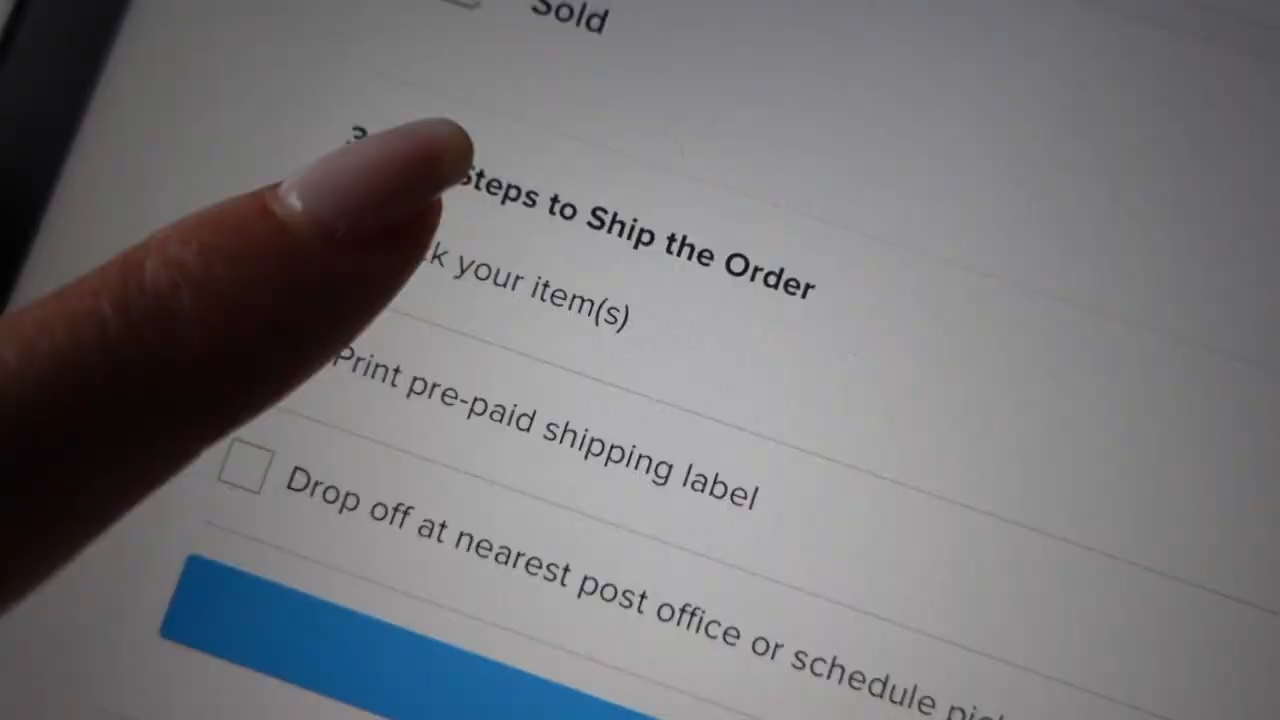 Sold
3 Steps to Ship the Order
your item(s)
Print pre-paid shipping label
Drop off at nearest post office or schedule